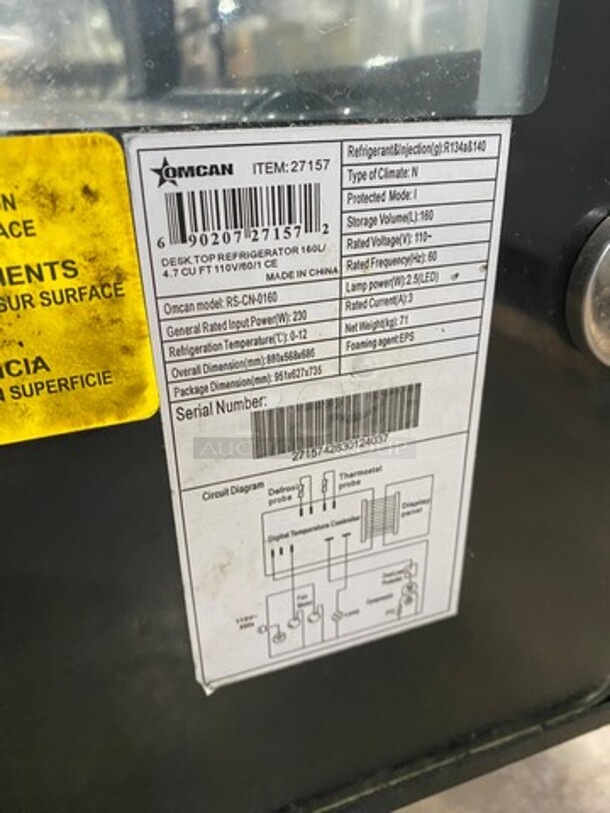 N
ACE
MENTS
SUR SURFACE
CIA
N SUPERFICIE
OMCAN ITEM: 27157
6 90207 27157 2
DESK TOP REFRIGERATOR 160L/
4.7 CU FT 110V/60/1 CE
MADE IN CHINA
Omcan model: RS-CN-0160
General Rated Input Power(W): 230
Refrigeration Temperature(℃): 0-12
Overall Dimension(mm): 880x568x686
Package Dimension(mm): 951x627x735
Refrigerant&Injection(g):R134a&140
Type of Climate: N
Protected Mode: I
Storage Volume(L): 160
Rated Voltage(V): 110~
Rated Frequency(Hz): 60
Lamp power(W):2.5(LED)
Rated Current(A):3
Net Weight(kg): 71
Foaming agent:EPS
Serial Number:
2715742830124037
Circuit Diagram
Defrost probe
Thermostat probe
Digital Temperature Controller
Display panel
Fan Motor
110V~
60Hz
Lamp
Compressor